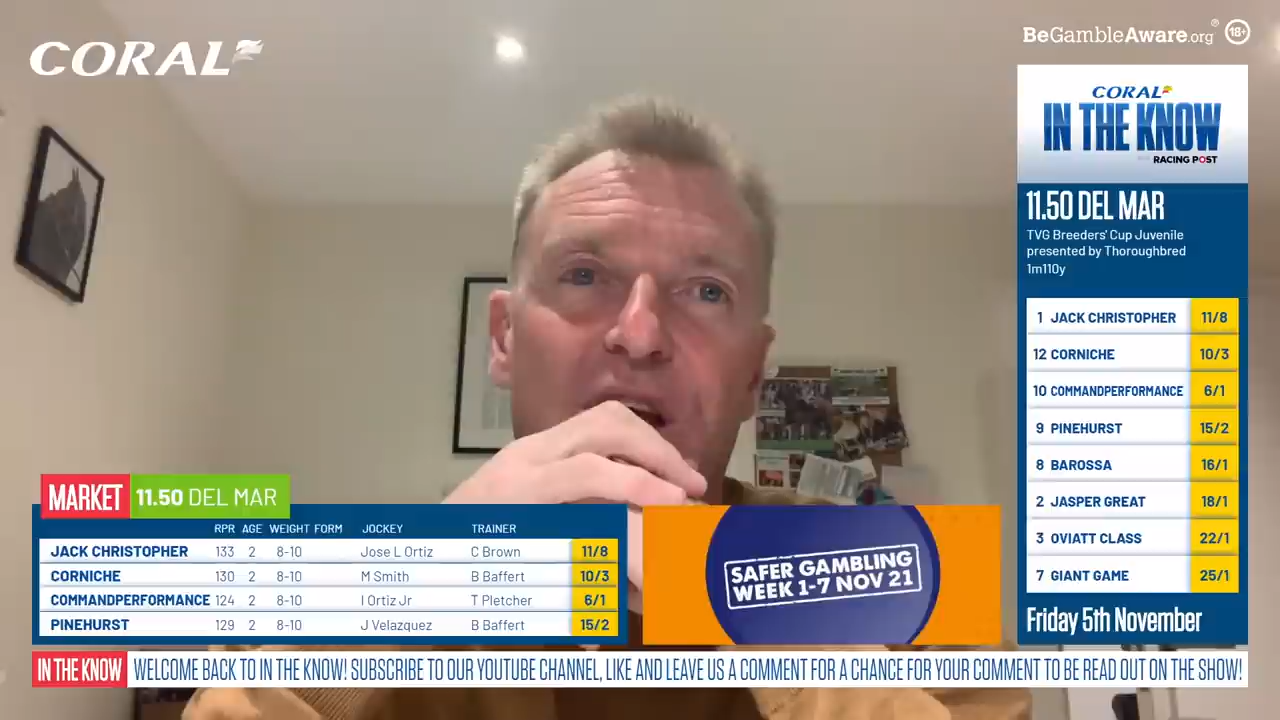 CORAL
BeGambleAware.org® 18+
CORAL
IN THE KNOW
RACING POST
11.50 DEL MAR
TVG Breeders' Cup Juvenile
presented by Thoroughbred
1m110y
1 JACK CHRISTOPHER 11/8
12 CORNICHE 10/3
10 COMMANDPERFORMANCE 6/1
9 PINEHURST 15/2
8 BAROSSA 16/1
2 JASPER GREAT 18/1
3 OVIATT CLASS 22/1
7 GIANT GAME 25/1
Friday 5th November
MARKET 11.50 DEL MAR
RPR AGE WEIGHT FORM JOCKEY TRAINER
JACK CHRISTOPHER 133 2 8-10 Jose L Ortiz C Brown 11/8
CORNICHE 130 2 8-10 M Smith B Baffert 10/3
COMMANDPERFORMANCE 124 2 8-10 I Ortiz Jr T Pletcher 6/1
PINEHURST 129 2 8-10 J Velazquez B Baffert 15/2
SAFER GAMBLING
WEEK 1-7 NOV 21
IN THE KNOW WELCOME BACK TO IN THE KNOW! SUBSCRIBE TO OUR YOUTUBE CHANNEL, LIKE AND LEAVE US A COMMENT FOR A CHANCE FOR YOUR COMMENT TO BE READ OUT ON THE SHOW!